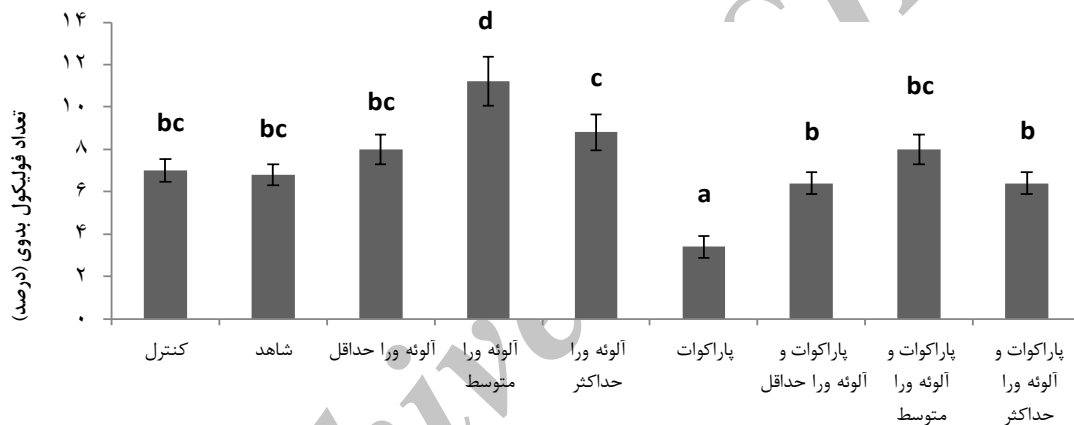 تعداد فولیکول بدوی (درصد)
۱۴
۱۲
۱۰
۸
۶
۴
۲
۰
bc
bc
bc
d
c
a
b
bc
b
کنترل
شاهد
آلوئه ورا حداقل
آلوئه ورا
متوسط
آلوئه ورا
حداکثر
پاراکوات
پاراکوات و
آلوئه ورا حداقل
پاراکوات و
آلوئه ورا
متوسط
پاراکوات و
آلوئه ورا
حداکثر